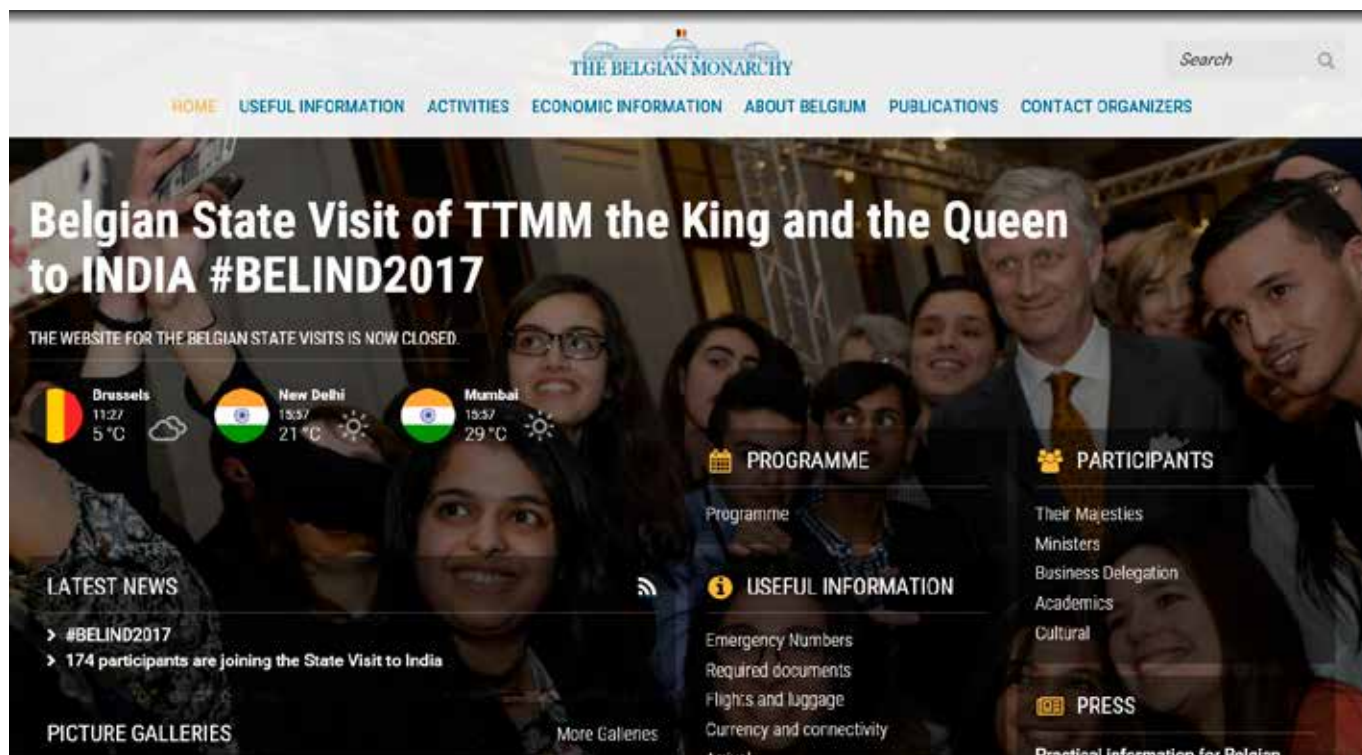 THE BELGIAN MONARCHY
Search
HOME USEFUL INFORMATION ACTIVITIES ECONOMIC INFORMATION ABOUT BELGIUM PUBLICATIONS CONTACT ORGANIZERS
Belgian State Visit of TTMM the King and the Queen
to INDIA #BELIND2017
THE WEBSITE FOR THE BELGIAN STATE VISITS IS NOW CLOSED.
Brussels
11:27
5 °C
New Delhi
15:57
21 °C
Mumbai
15:57
29 °C
LATEST NEWS
#BELIND2017
174 participants are joining the State Visit to India
PICTURE GALLERIES
More Galleries
PROGRAMME
Programme
USEFUL INFORMATION
Emergency Numbers
Required documents
Flights and luggage
Currency and connectivity
PARTICIPANTS
Their Majesties
Ministers
Business Delegation
Academics
Cultural
PRESS
Practical information for Belgian